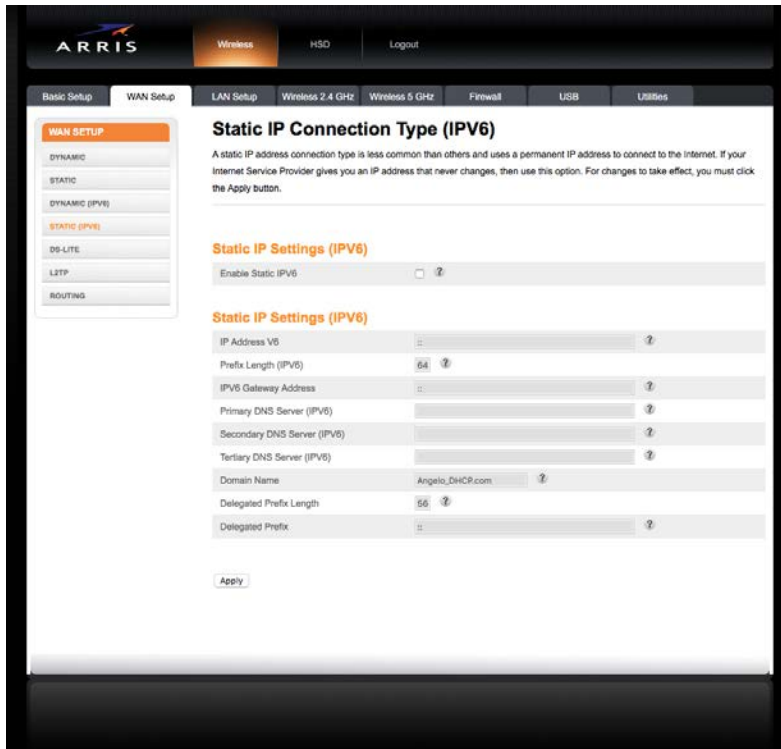 ARRIS
Wireless HSD Logout
Basic Setup WAN Setup LAN Setup Wireless 2.4 GHz Wireless 5 GHz Firewall USB Utilities
WAN SETUP
DYNAMIC
STATIC
DYNAMIC (IPV6)
STATIC (IPV6)
DS-LITE
L2TP
ROUTING
Static IP Connection Type (IPV6)
A static IP address connection type is less common than others and uses a permanent IP address to connect to the Internet. If your
Internet Service Provider gives you an IP address that never changes, then use this option. For changes to take effect, you must click
the Apply button.
Static IP Settings (IPV6)
Enable Static IPV6 ?
Static IP Settings (IPV6)
IP Address V6 :: ?
Prefix Length (IPV6) 64 ?
IPV6 Gateway Address :: ?
Primary DNS Server (IPV6) ?
Secondary DNS Server (IPV6) ?
Tertiary DNS Server (IPV6) ?
Domain Name Angelo_DHCP.com ?
Delegated Prefix Length 56 ?
Delegated Prefix :: ?
Apply